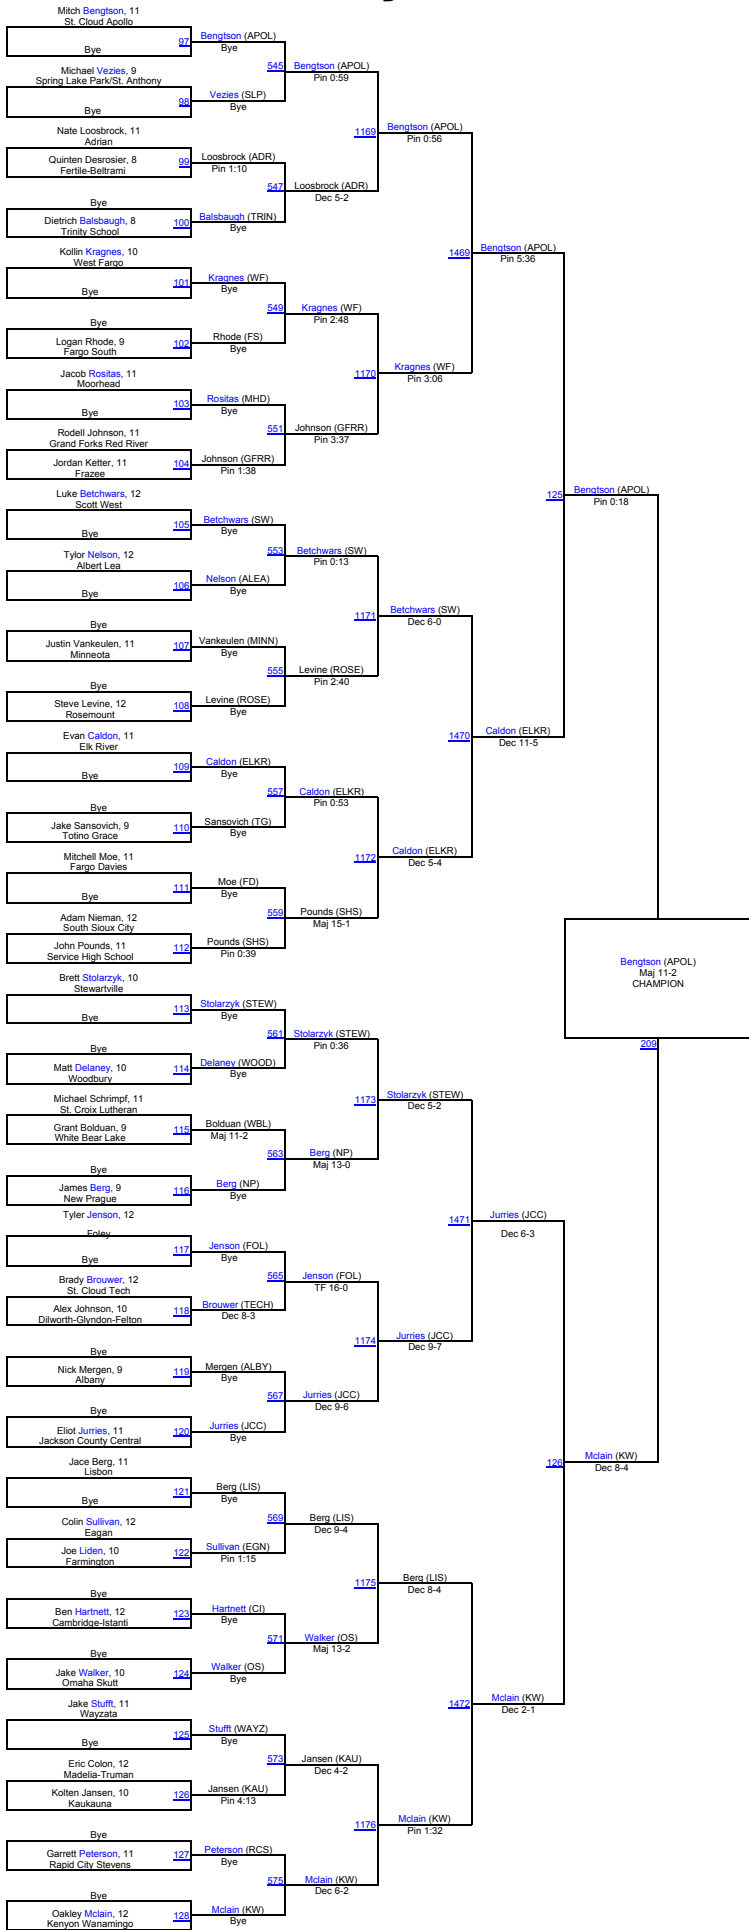 Mitch Bengtson, 11
St. Cloud Apollo
97
Bye
Bengtson (APOL)
Bye
545
Bengtson (APOL)
Pin 0:59
Michael Vezies, 9
Spring Lake Park/St. Anthony
98
Bye
Vezies (SLP)
Bye
1169
Bengtson (APOL)
Pin 0:56
Nate Loosbrock, 11
Adrian
Quinten Desrosier, 8
Fertile-Beltrami
99
Loosbrock (ADR)
Pin 1:10
547
Loosbrock (ADR)
Dec 5-2
Bye
Dietrich Balsbaugh, 8
Trinity School
100
Balsbaugh (TRIN)
Bye
1469
Bengtson (APOL)
Pin 5:36
Kollin Kragnes, 10
West Fargo
101
Bye
Kragnes (WF)
Bye
549
Kragnes (WF)
Pin 2:48
Bye
Logan Rhode, 9
Fargo South
102
Rhode (FS)
Bye
1170
Kragnes (WF)
Pin 3:06
Jacob Rositas, 11
Moorhead
103
Bye
Rositas (MHD)
Bye
551
Johnson (GFRR)
Pin 3:37
Rodell Johnson, 11
Grand Forks Red River
Jordan Ketter, 11
Frazee
104
Johnson (GFRR)
Pin 1:38
125
Bengtson (APOL)
Pin 0:18
Luke Betchwars, 12
Scott West
105
Bye
Betchwars (SW)
Bye
553
Betchwars (SW)
Pin 0:13
Tylor Nelson, 12
Albert Lea
106
Bye
Nelson (ALEA)
Bye
1171
Betchwars (SW)
Dec 6-0
Bye
Justin Vankeulen, 11
Minneota
107
Vankeulen (MINN)
Bye
555
Levine (ROSE)
Pin 2:40
Bye
Steve Levine, 12
Rosemount
108
Levine (ROSE)
Bye
1470
Caldon (ELKR)
Dec 11-5
Evan Caldon, 11
Elk River
109
Bye
Caldon (ELKR)
Bye
557
Caldon (ELKR)
Pin 0:53
Bye
Jake Sansovich, 9
Totino Grace
110
Sansovich (TG)
Bye
1172
Caldon (ELKR)
Dec 5-4
Mitchell Moe, 11
Fargo Davies
111
Bye
Moe (FD)
Bye
559
Pounds (SHS)
Maj 15-1
Adam Nieman, 12
South Sioux City
John Pounds, 11
Service High School
112
Pounds (SHS)
Pin 0:39
Bengtson (APOL)
Maj 11-2
CHAMPION
209
Brett Stolarzyk, 10
Stewartville
113
Bye
Stolarzyk (STEW)
Bye
561
Stolarzyk (STEW)
Pin 0:36
Bye
Matt Delaney, 10
Woodbury
114
Delaney (WOOD)
Bye
1173
Stolarzyk (STEW)
Dec 5-2
Michael Schrimpf, 11
St. Croix Lutheran
Grant Bolduan, 9
White Bear Lake
115
Bolduan (WBL)
Maj 11-2
563
Berg (NP)
Maj 13-0
Bye
James Berg, 9
New Prague
116
Berg (NP)
Bye
1471
Jurries (JCC)
Dec 6-3
Tyler Jenson, 12
Foley
117
Bye
Jenson (FOL)
Bye
565
Jenson (FOL)
TF 16-0
Brady Brouwer, 12
St. Cloud Tech
Alex Johnson, 10
Dilworth-Glyndon-Felton
118
Brouwer (TECH)
Dec 8-3
1174
Jurries (JCC)
Dec 9-7
Bye
Nick Mergen, 9
Albany
119
Mergen (ALBY)
Bye
567
Jurries (JCC)
Dec 9-6
Bye
Eliot Jurries, 11
Jackson County Central
120
Jurries (JCC)
Bye
126
Mclain (KW)
Dec 8-4
Jace Berg, 11
Lisbon
121
Bye
Berg (LIS)
Bye
569
Berg (LIS)
Dec 9-4
Colin Sullivan, 12
Eagan
Joe Liden, 10
Farmington
122
Sullivan (EGN)
Pin 1:15
1175
Berg (LIS)
Dec 8-4
Bye
Ben Hartnett, 12
Cambridge-Istanti
123
Hartnett (CI)
Bye
571
Walker (OS)
Maj 13-2
Bye
Jake Walker, 10
Omaha Skutt
124
Walker (OS)
Bye
1472
Mclain (KW)
Dec 2-1
Jake Stufft, 11
Wayzata
125
Bye
Stufft (WAYZ)
Bye
573
Jansen (KAU)
Dec 4-2
Eric Colon, 12
Madelia-Truman
Kolten Jansen, 10
Kaukauna
126
Jansen (KAU)
Pin 4:13
1176
Mclain (KW)
Pin 1:32
Bye
Garrett Peterson, 11
Rapid City Stevens
127
Peterson (RCS)
Bye
575
Mclain (KW)
Dec 6-2
Bye
Oakley Mclain, 12
Kenyon Wanamingo
128
Mclain (KW)
Bye